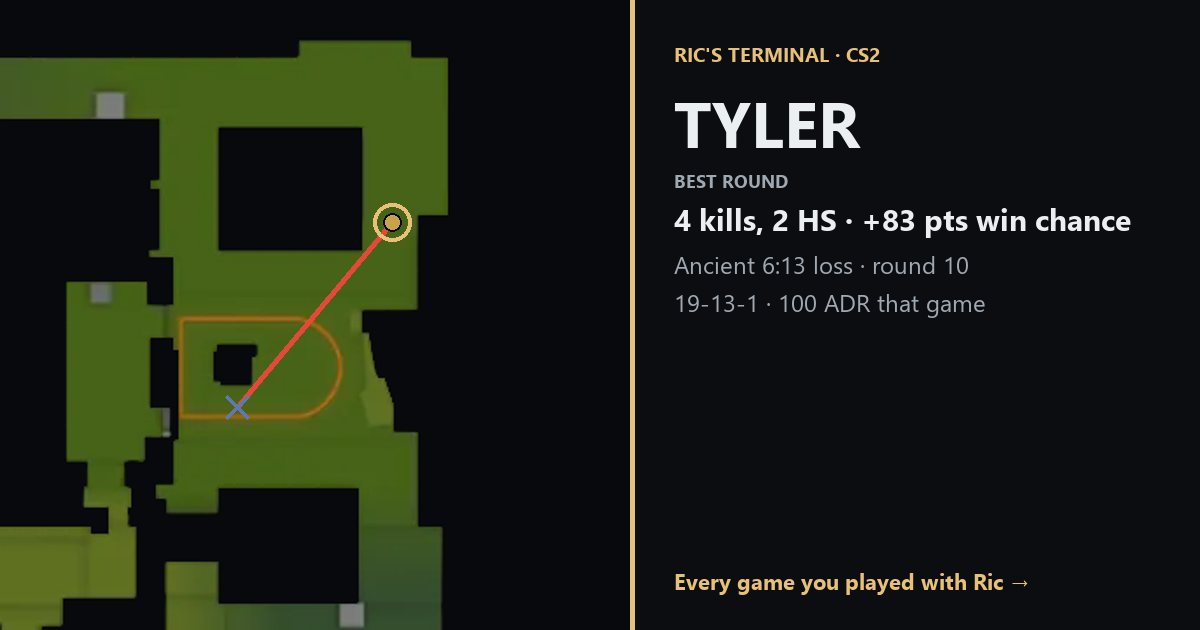 RIC'S TERMINAL · CS2
TYLER
BEST ROUND
4 kills, 2 HS · +83 pts win chance
Ancient 6:13 loss · round 10
19-13-1 · 100 ADR that game
Every game you played with Ric →